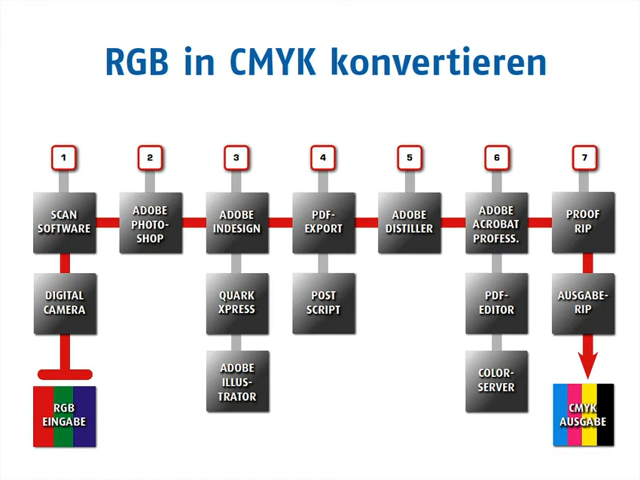 RGB in CMYK konvertieren
1 2 3 4 5 6 7
SCAN
SOFTWARE
ADOBE
PHOTO-
SHOP
ADOBE
INDESIGN
PDF-
EXPORT
ADOBE
DISTILLER
ADOBE
ACROBAT
PROFESS.
PROOF
RIP
DIGITAL
CAMERA
QUARK
XPRESS
POST
SCRIPT
PDF-
EDITOR
AUSGABE-
RIP
ADOBE
ILLUS-
TRATOR
COLOR-
SERVER
RGB
EINGABE
CMYK
AUSGABE